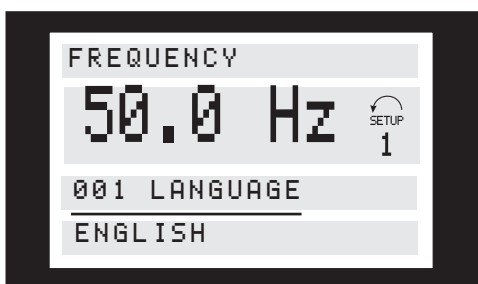 FREQUENCY
50.0 Hz
SETUP
1
001 LANGUAGE
ENGLISH